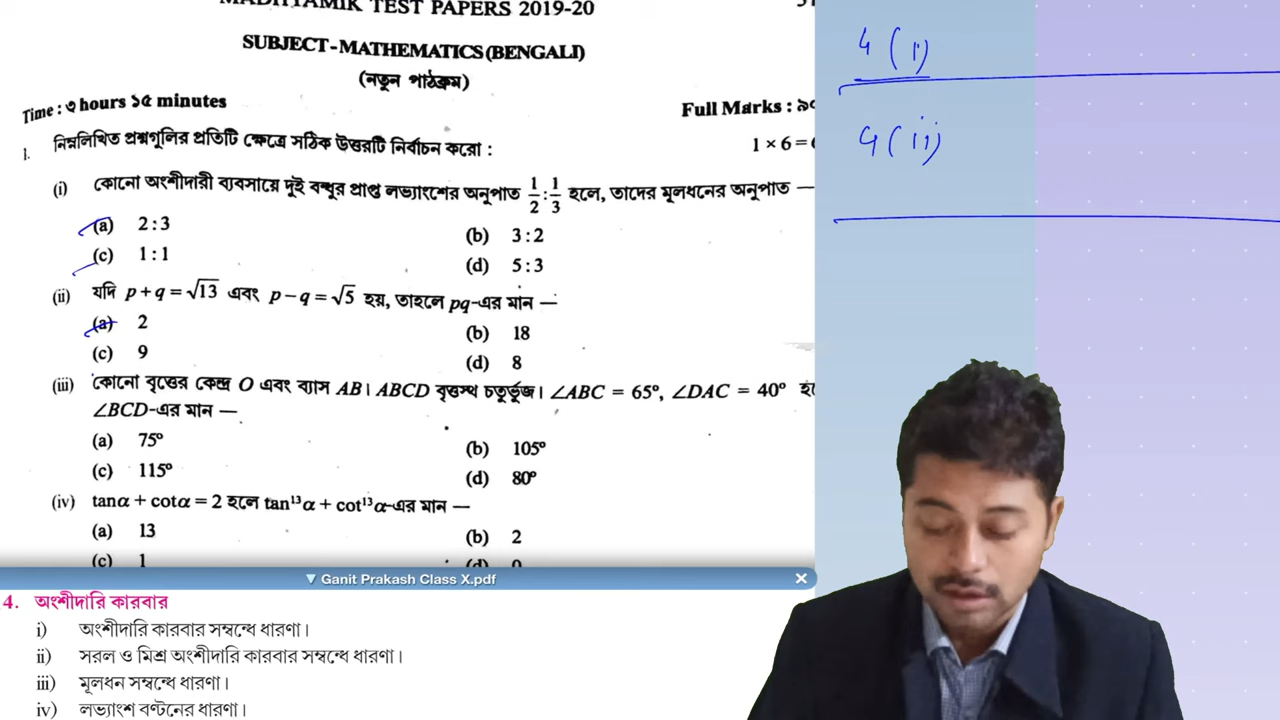 MADHYAMIK TEST PAPERS 2019-20
SUBJECT-MATHEMATICS (BENGALI)
(নতুন পাঠক্রম)
Time : ৩ hours ১৫ minutes
Full Marks :
1. নিম্নলিখিত প্রশ্নগুলির প্রতিটি ক্ষেত্রে সঠিক উত্তরটি নির্বাচন করো :
1 × 6 =
(i) কোনো অংশীদারী ব্যবসায়ে দুই বন্ধুর প্রাপ্ত লভ্যাংশের অনুপাত 1/2 : 1/3 হলে, তাদের মূলধনের অনুপাত —
(a) 2 : 3 (b) 3 : 2
(c) 1 : 1 (d) 5 : 3
(ii) যদি p + q = √13 এবং p − q = √5 হয়, তাহলে pq-এর মান —
(a) 2 (b) 18
(c) 9 (d) 8
(iii) কোনো বৃত্তের কেন্দ্র O এবং ব্যাস AB। ABCD বৃত্তস্থ চতুর্ভুজ। ∠ABC = 65°, ∠DAC = 40°
∠BCD-এর মান —
(a) 75° (b) 105°
(c) 115° (d) 80°
(iv) tanα + cotα = 2 হলে tan¹³α + cot¹³α-এর মান —
(a) 13 (b) 2
(c) 1 (d) 0
▼ Ganit Prakash Class X.pdf
4. অংশীদারি কারবার
i) অংশীদারি কারবার সম্বন্ধে ধারণা।
ii) সরল ও মিশ্র অংশীদারি কারবার সম্বন্ধে ধারণা।
iii) মূলধন সম্বন্ধে ধারণা।
iv) লভ্যাংশ বণ্টনের ধারণা।
4 (i)
(ii)